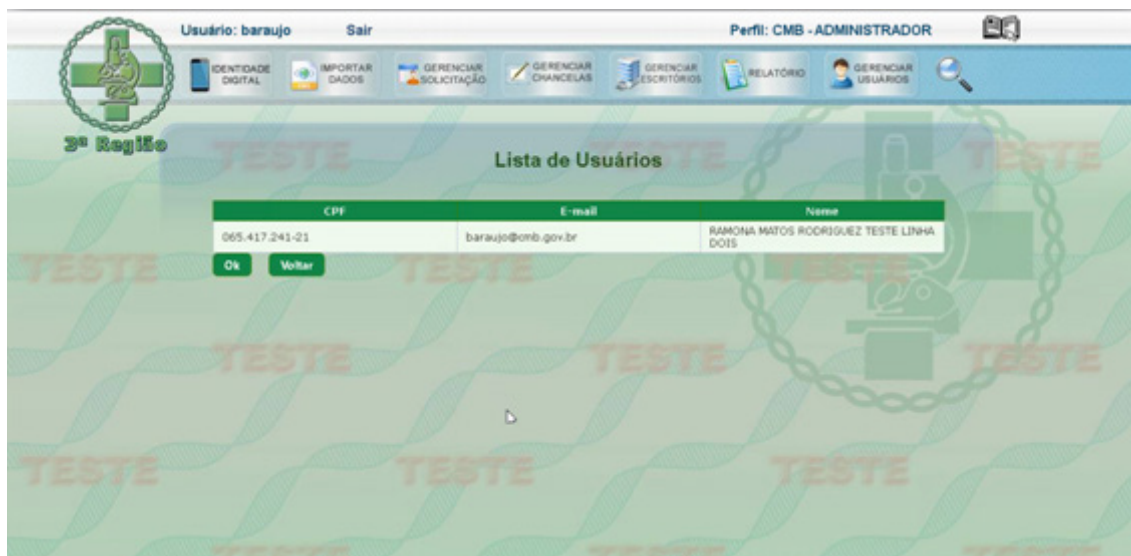 Usuário: baraujo Sair Perfil: CMB - ADMINISTRADOR
IDENTIDADE DIGITAL
IMPORTAR DADOS
GERENCIAR SOLICITAÇÃO
GERENCIAR CHANCELAS
GERENCIAR ESCRITÓRIOS
RELATÓRIO
GERENCIAR USUÁRIOS
3ª Região
Lista de Usuários
CPF E-mail Nome
065.417.241-21 baraujo@cmb.gov.br RAMONA MATOS RODRIGUEZ TESTE LINHA
DOIS
Ok Voltar
TESTE TESTE TESTE
TESTE TESTE TESTE
TESTE TESTE TESTE
TESTE TESTE TESTE